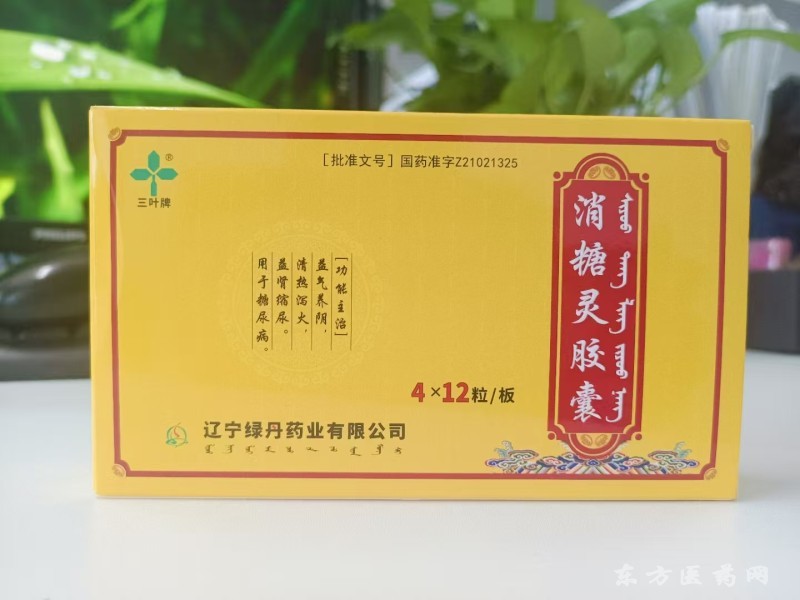 三叶牌
®
[批准文号] 国药准字Z21021325
消糖灵胶囊
[功能主治]
益气养阴，
清热泻火，
益肾缩尿。
用于糖尿病。
4×12粒/板
辽宁绿丹药业有限公司
东方医药网